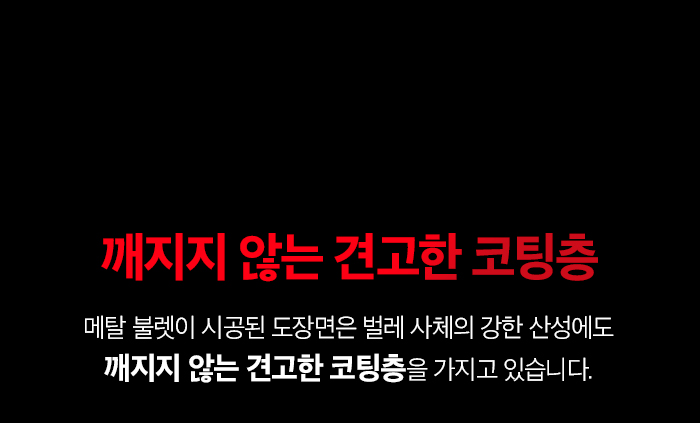 깨지지 않는 견고한 코팅층
메탈 불렛이 시공된 도장면은 벌레 사체의 강한 산성에도
깨지지 않는 견고한 코팅층을 가지고 있습니다.